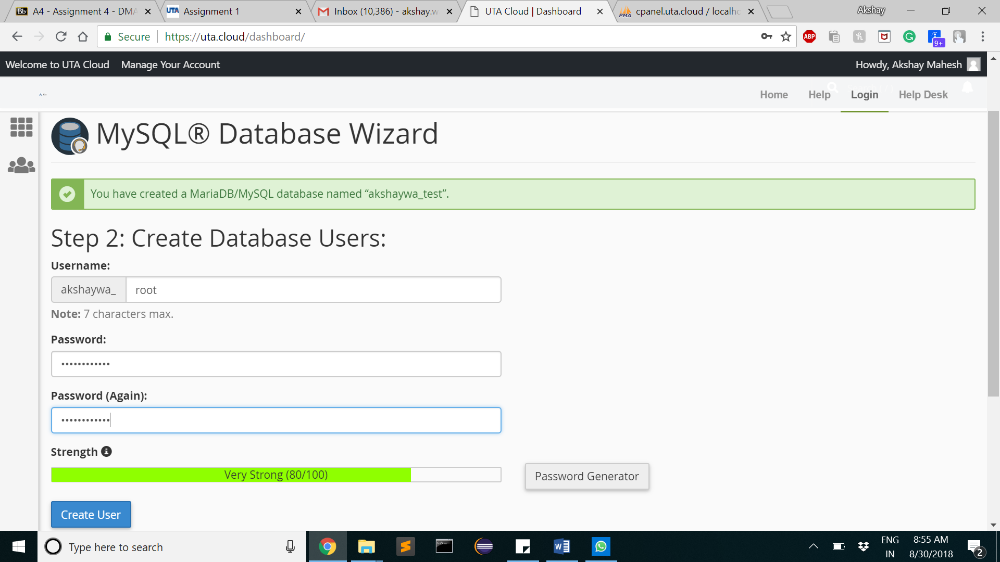 A4 - Assignment 4 - DMA
Assignment 1
Inbox (10,386) - akshay.w
UTA Cloud | Dashboard
cpanel.uta.cloud / localho
Akshay
Secure
https://uta.cloud/dashboard/
ABP
9+
Welcome to UTA Cloud
Manage Your Account
Howdy, Akshay Mahesh
Home
Help
Login
Help Desk
MySQL® Database Wizard
You have created a MariaDB/MySQL database named “akshaywa_test”.
Step 2: Create Database Users:
Username:
akshaywa_
root
Note: 7 characters max.
Password:
••••••••••••
Password (Again):
••••••••••••
Strength
Very Strong (80/100)
Password Generator
Create User
Type here to search
ENG
IN
8:55 AM
8/30/2018
2